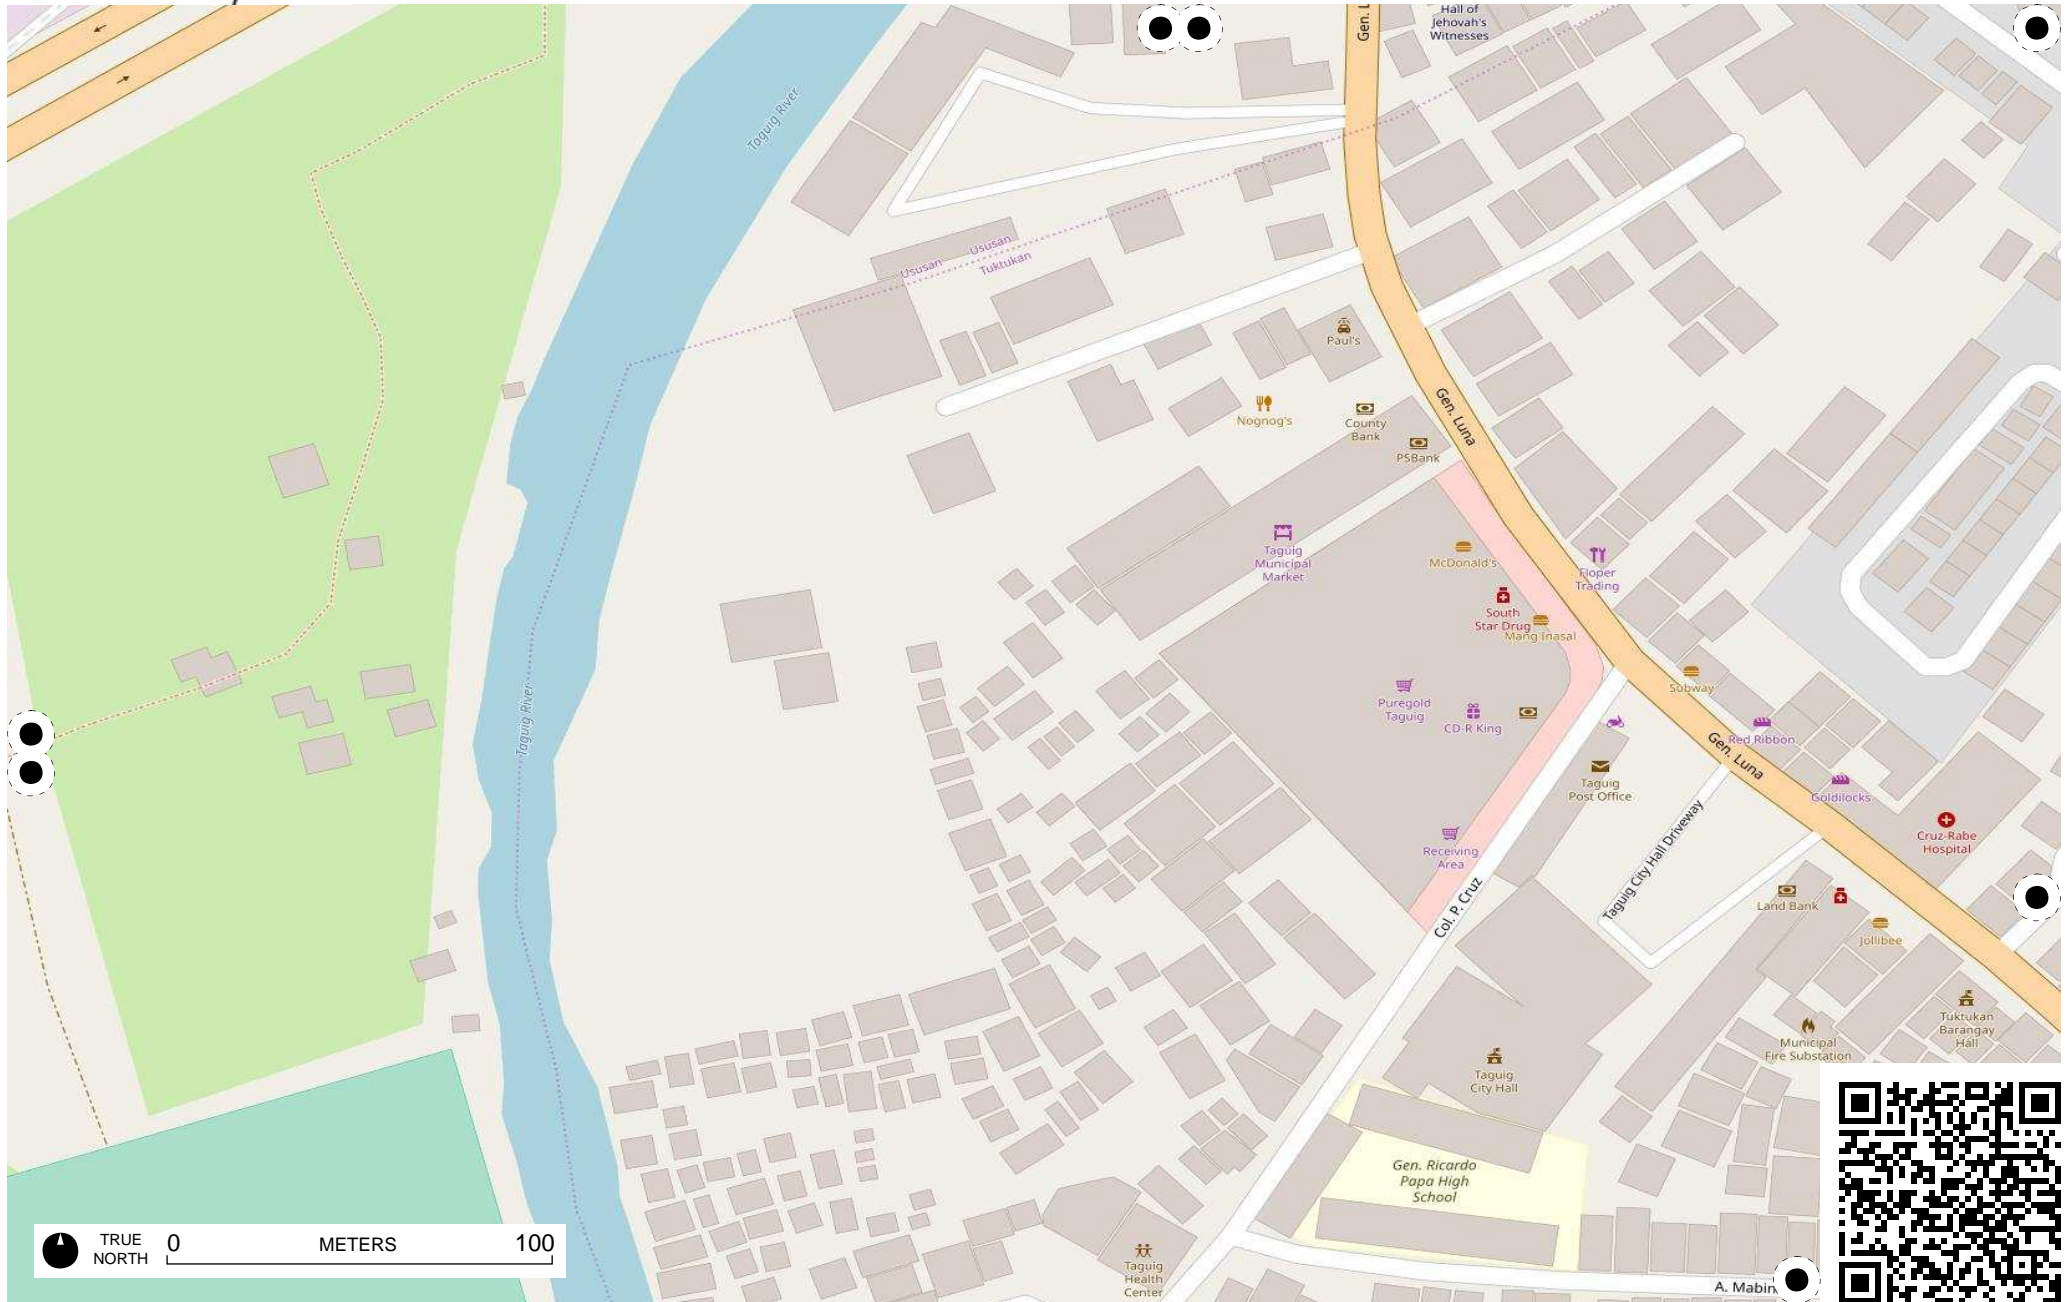 Hall of
Jehovah's
Witnesses
Gen. L
Taguig River
Ususan
Ususan
Tuktukan
Paul's
Nognog's
County
Bank
PSBank
Gen. Luna
Taguig
Municipal
Market
McDonald's
Floper
Trading
South
Star Drug
Mang Inasal
Subway
Puregold
Taguig
CD-R King
Red Ribbon
Gen. Luna
Taguig River
Taguig
Post Office
Goldilocks
Cruz-Rabe
Hospital
Receiving
Area
Taguig City Hall Driveway
Land Bank
Col. P. Cruz
Jollibee
Tuktukan
Barangay
Hall
Municipal
Fire Substation
Taguig
City Hall
Gen. Ricardo
Papa High
School
Taguig
Health
Center
A. Mabin
TRUE
NORTH
0
METERS
100